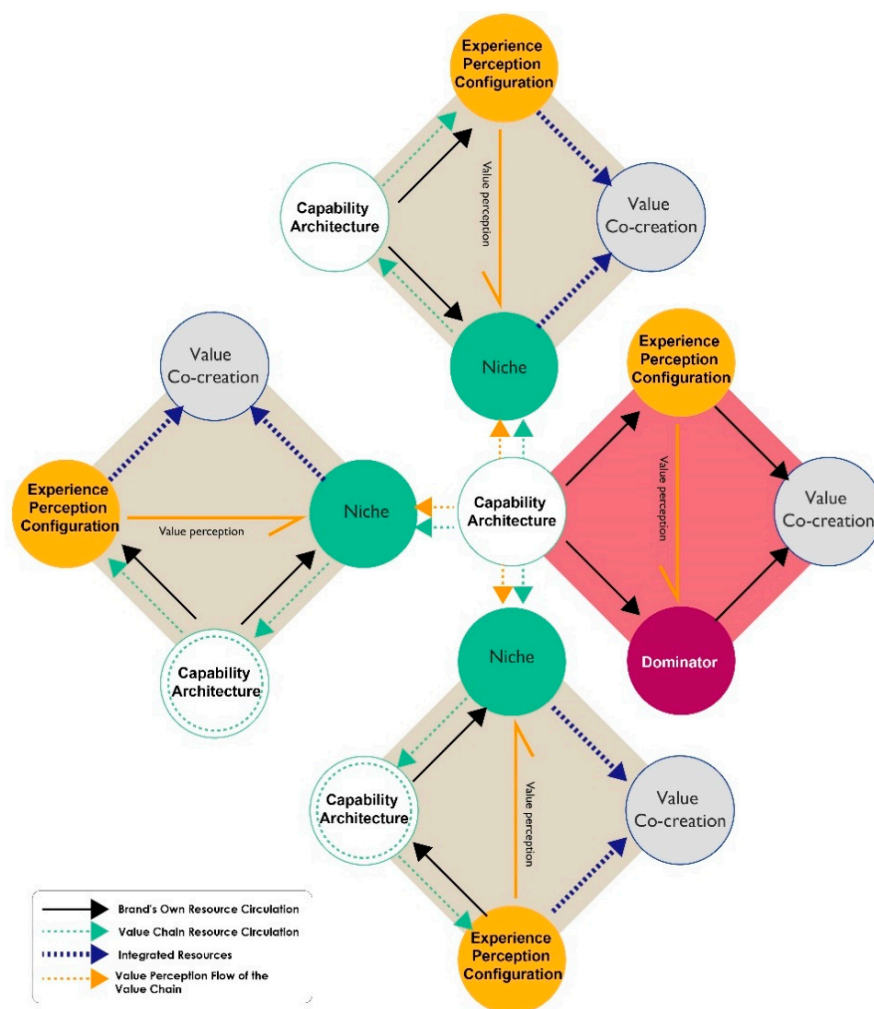 Experience
Perception
Configuration
Capability
Architecture
Value perception
Value
Co-creation
Niche
Value
Co-creation
Experience
Perception
Configuration
Value perception
Niche
Capability
Architecture
Capability
Architecture
Experience
Perception
Configuration
Value perception
Value
Co-creation
Dominator
Niche
Capability
Architecture
Value perception
Value
Co-creation
Experience
Perception
Configuration
Brand's Own Resource Circulation
Value Chain Resource Circulation
Integrated Resources
Value Perception Flow of the
Value Chain